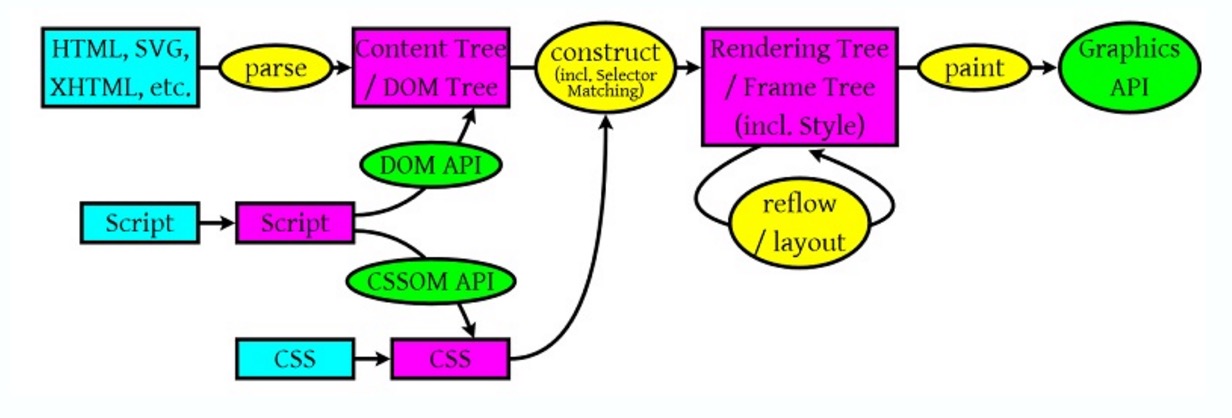 HTML, SVG,
XHTML, etc.
parse
Content Tree
/ DOM Tree
construct
(incl. Selector
Matching)
Rendering Tree
/ Frame Tree
(incl. Style)
paint
Graphics
API
DOM API
Script
Script
reflow
/ layout
CSSOM API
CSS
CSS